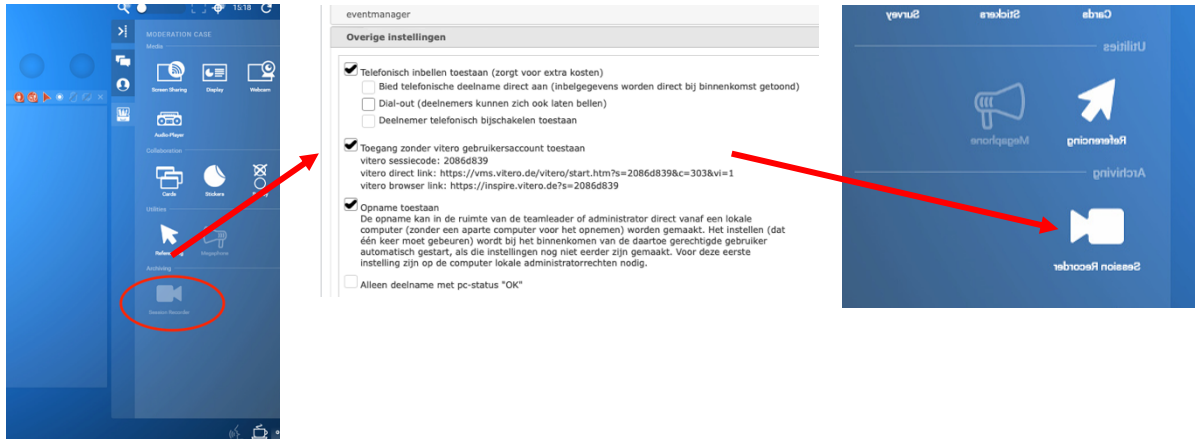 15:18
MODERATION CASE
Media
Screen Sharing
Display
Webcam
Audio-Player
Collaboration
Cards
Stickers
Utilities
Megaphone
Archiving
Session Recorder
eventmanager
Overige instellingen
Telefonisch inbellen toestaan (zorgt voor extra kosten)
Bied telefonische deelname direct aan (inbelgegevens worden direct bij binnenkomst getoond)
Dial-out (deelnemers kunnen zich ook laten bellen)
Deelnemer telefonisch bijschakelen toestaan
Toegang zonder vitero gebruikersaccount toestaan
vitero sessiecode: 2086d839
vitero direct link: https://vms.vitero.de/vitero/start.htm?s=2086d839&c=303&vi=1
vitero browser link: https://inspire.vitero.de?s=2086d839
Opname toestaan
De opname kan in de ruimte van de teamleader of administrator direct vanaf een lokale
computer (zonder een aparte computer voor het opnemen) worden gemaakt. Het instellen (dat
één keer moet gebeuren) wordt bij het binnenkomen van de daartoe gerechtigde gebruiker
automatisch gestart, als die instellingen nog niet eerder zijn gemaakt. Voor deze eerste
instelling zijn op de computer lokale administratorrechten nodig.
Alleen deelname met pc-status "OK"
Survey
Stickers
Cards
Utilities
Megaphone
Referencing
Archiving
Session Recorder